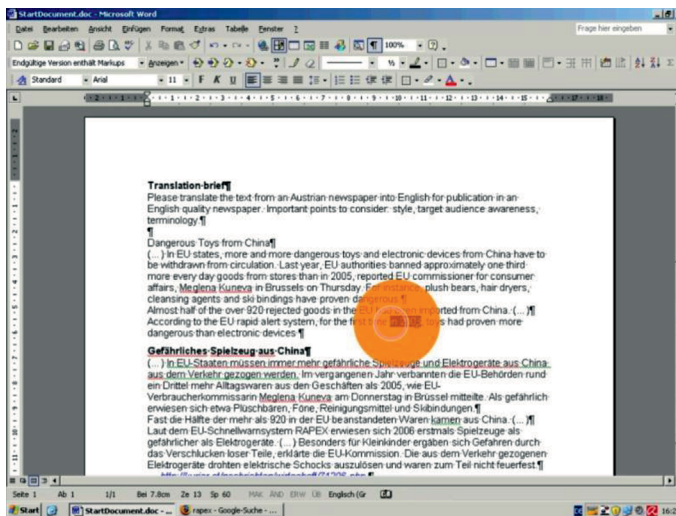 StartDocument.doc - Microsoft Word
Datei Bearbeiten Ansicht Einfügen Format Extras Tabelle Fenster ?
Frage hier eingeben
100%
Endgültige Version enthält Markups Anzeigen
Standard Arial 11 F K U
Translation brief¶
Please translate the text from an Austrian newspaper into English for publication in an
English quality newspaper. Important points to consider: style, target audience awareness,
terminology.¶
¶
Dangerous Toys from China¶
(...) In EU states, more and more dangerous toys and electronic devices from China have to
be withdrawn from circulation. Last year, EU authorities banned approximately one third
more every day goods from stores than in 2005, reported EU commissioner for consumer
affairs, Meglena Kuneva in Brussels on Thursday. For instance, plush bears, hair dryers,
cleansing agents and ski bindings have proven dangerous.¶
Almost half of the over 920 rejected goods in the EU had been imported from China. (...)¶
According to the EU rapid alert system, for the first time toys had proven more
dangerous than electronic devices.¶
Gefährliches Spielzeug aus China¶
(...) In EU-Staaten müssen immer mehr gefährliche Spielzeuge und Elektrogeräte aus China
aus dem Verkehr gezogen werden. Im vergangenen Jahr verbannten die EU-Behörden rund
ein Drittel mehr Alltagswaren aus den Geschäften als 2005, wie EU-
Verbraucherkommissarin Meglena Kuneva am Donnerstag in Brüssel mitteilte. Als gefährlich
erwiesen sich etwa Plüschbären, Föne, Reinigungsmittel und Skibindungen.¶
Fast die Hälfte der mehr als 920 in der EU beanstandeten Waren kamen aus China. (...)¶
Laut dem EU-Schnellwarnsystem RAPEX erwiesen sich 2006 erstmals Spielzeuge als
gefährlicher als Elektrogeräte. (...) Besonders für Kleinkinder ergäben sich Gefahren durch
das Verschlucken loser Teile, erklärte die EU-Kommission. Die aus dem Verkehr gezogenen
Elektrogeräte drohten elektrische Schocks auszulösen und waren zum Teil nicht feuerfest.¶
Seite 1 Ab 1 1/1 Bei 7.8cm Ze 13 Sp 60 MAK ÄND ERW ÜB Englisch (Gr
Start StartDocument.doc - ... rapex - Google-Suche - ... 16:2